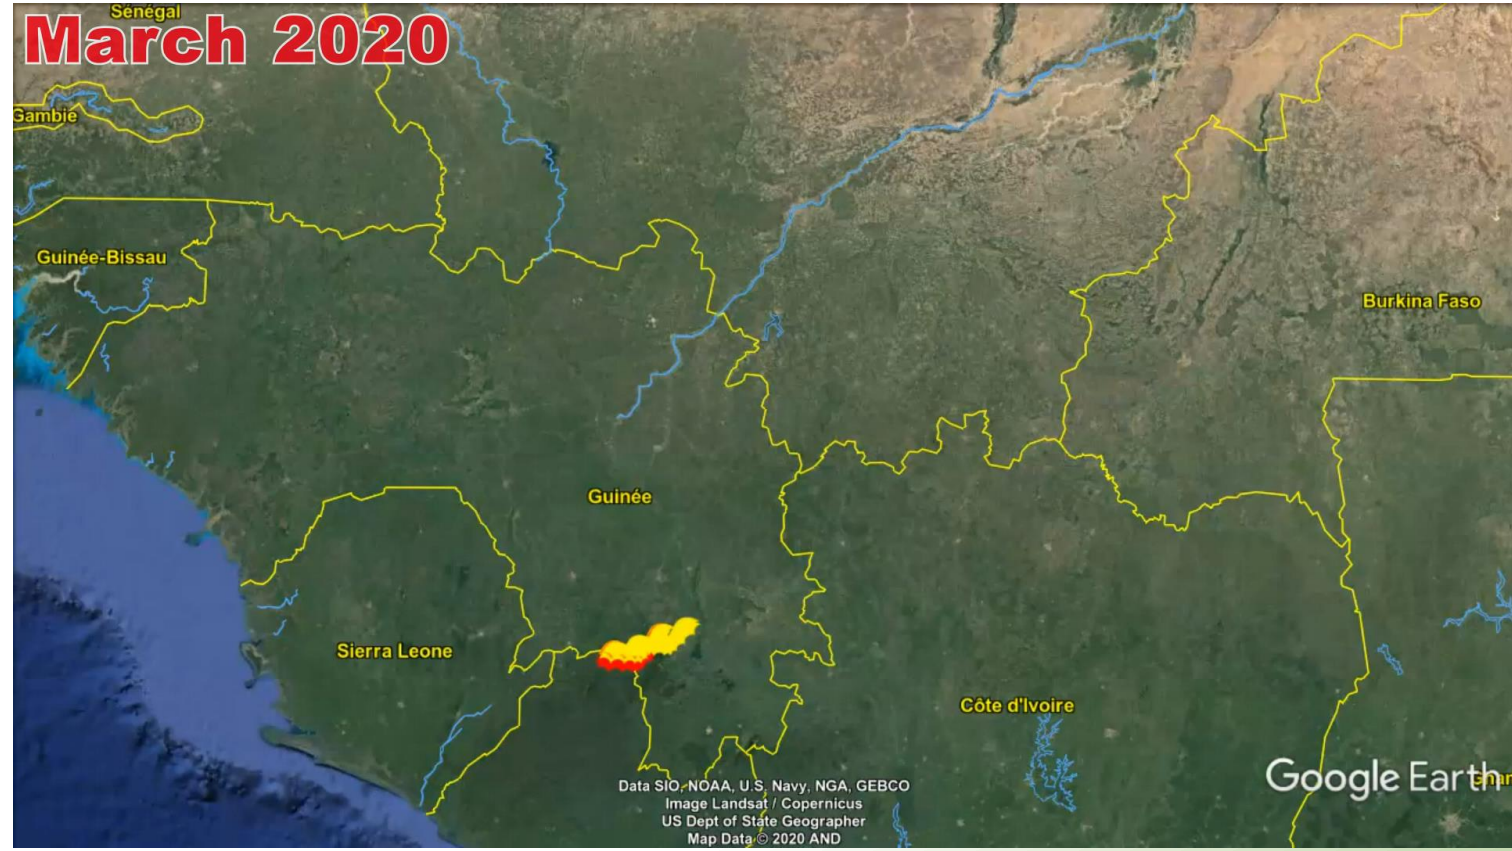 Sénégal
March 2020
Gambie
Guinée-Bissau
Burkina Faso
Guinée
Sierra Leone
Côte d'Ivoire
Data SIO, NOAA, U.S. Navy, NGA, GEBCO
Image Landsat / Copernicus
US Dept of State Geographer
Map Data © 2020 AND
Google Earth